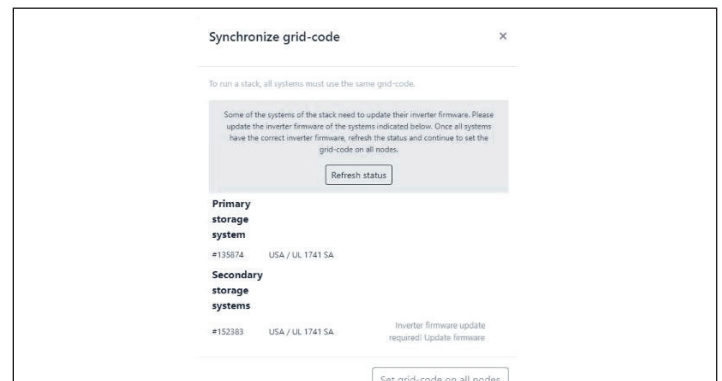 Synchronize grid-code ×
To run a stack, all systems must use the same grid-code.
Some of the systems of the stack need to update their inverter firmware. Please
update the inverter firmware of the systems indicated below. Once all systems
have the correct inverter firmware, refresh the status and continue to set the
grid-code on all nodes.
Refresh status
Primary
storage
system
#135874 USA / UL 1741 SA
Secondary
storage
systems
#152383 USA / UL 1741 SA
Inverter firmware update
required! Update firmware
Set grid-code on all nodes